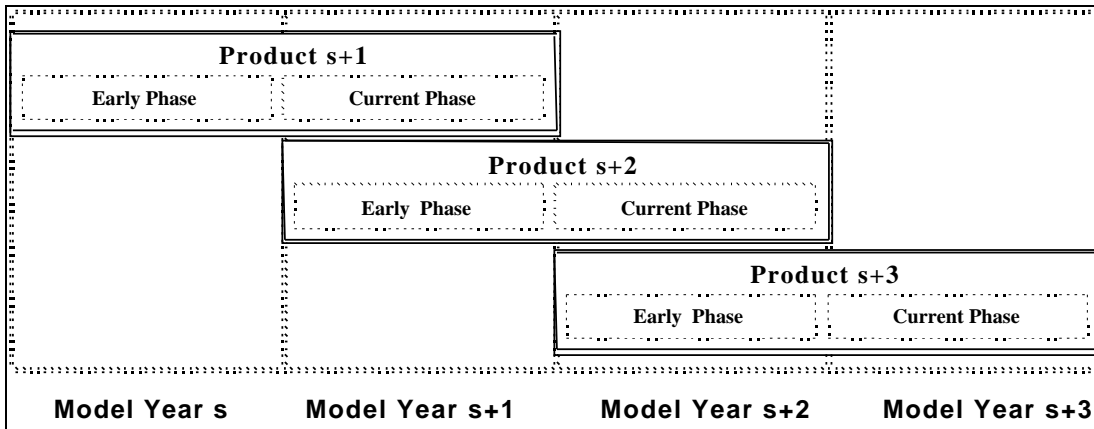 Product s+1
Early Phase Current Phase
Product s+2
Early Phase Current Phase
Product s+3
Early Phase Current Phase
Model Year s Model Year s+1 Model Year s+2 Model Year s+3